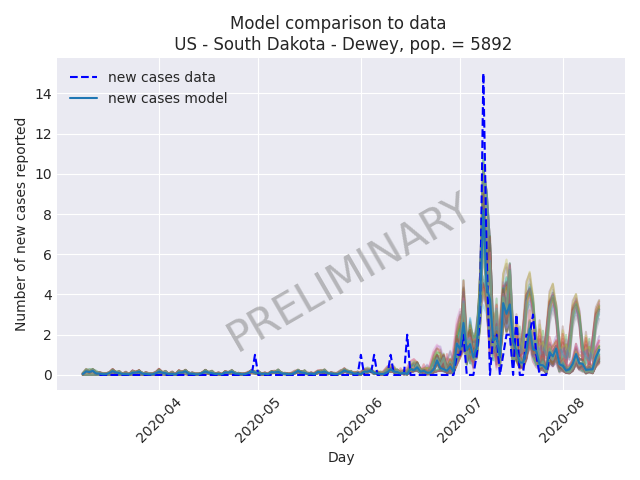 Model comparison to data
US - South Dakota - Dewey, pop. = 5892
new cases data
new cases model
Number of new cases reported
14
12
10
8
6
4
2
0
PRELIMINARY
2020-04
2020-05
2020-06
2020-07
2020-08
Day